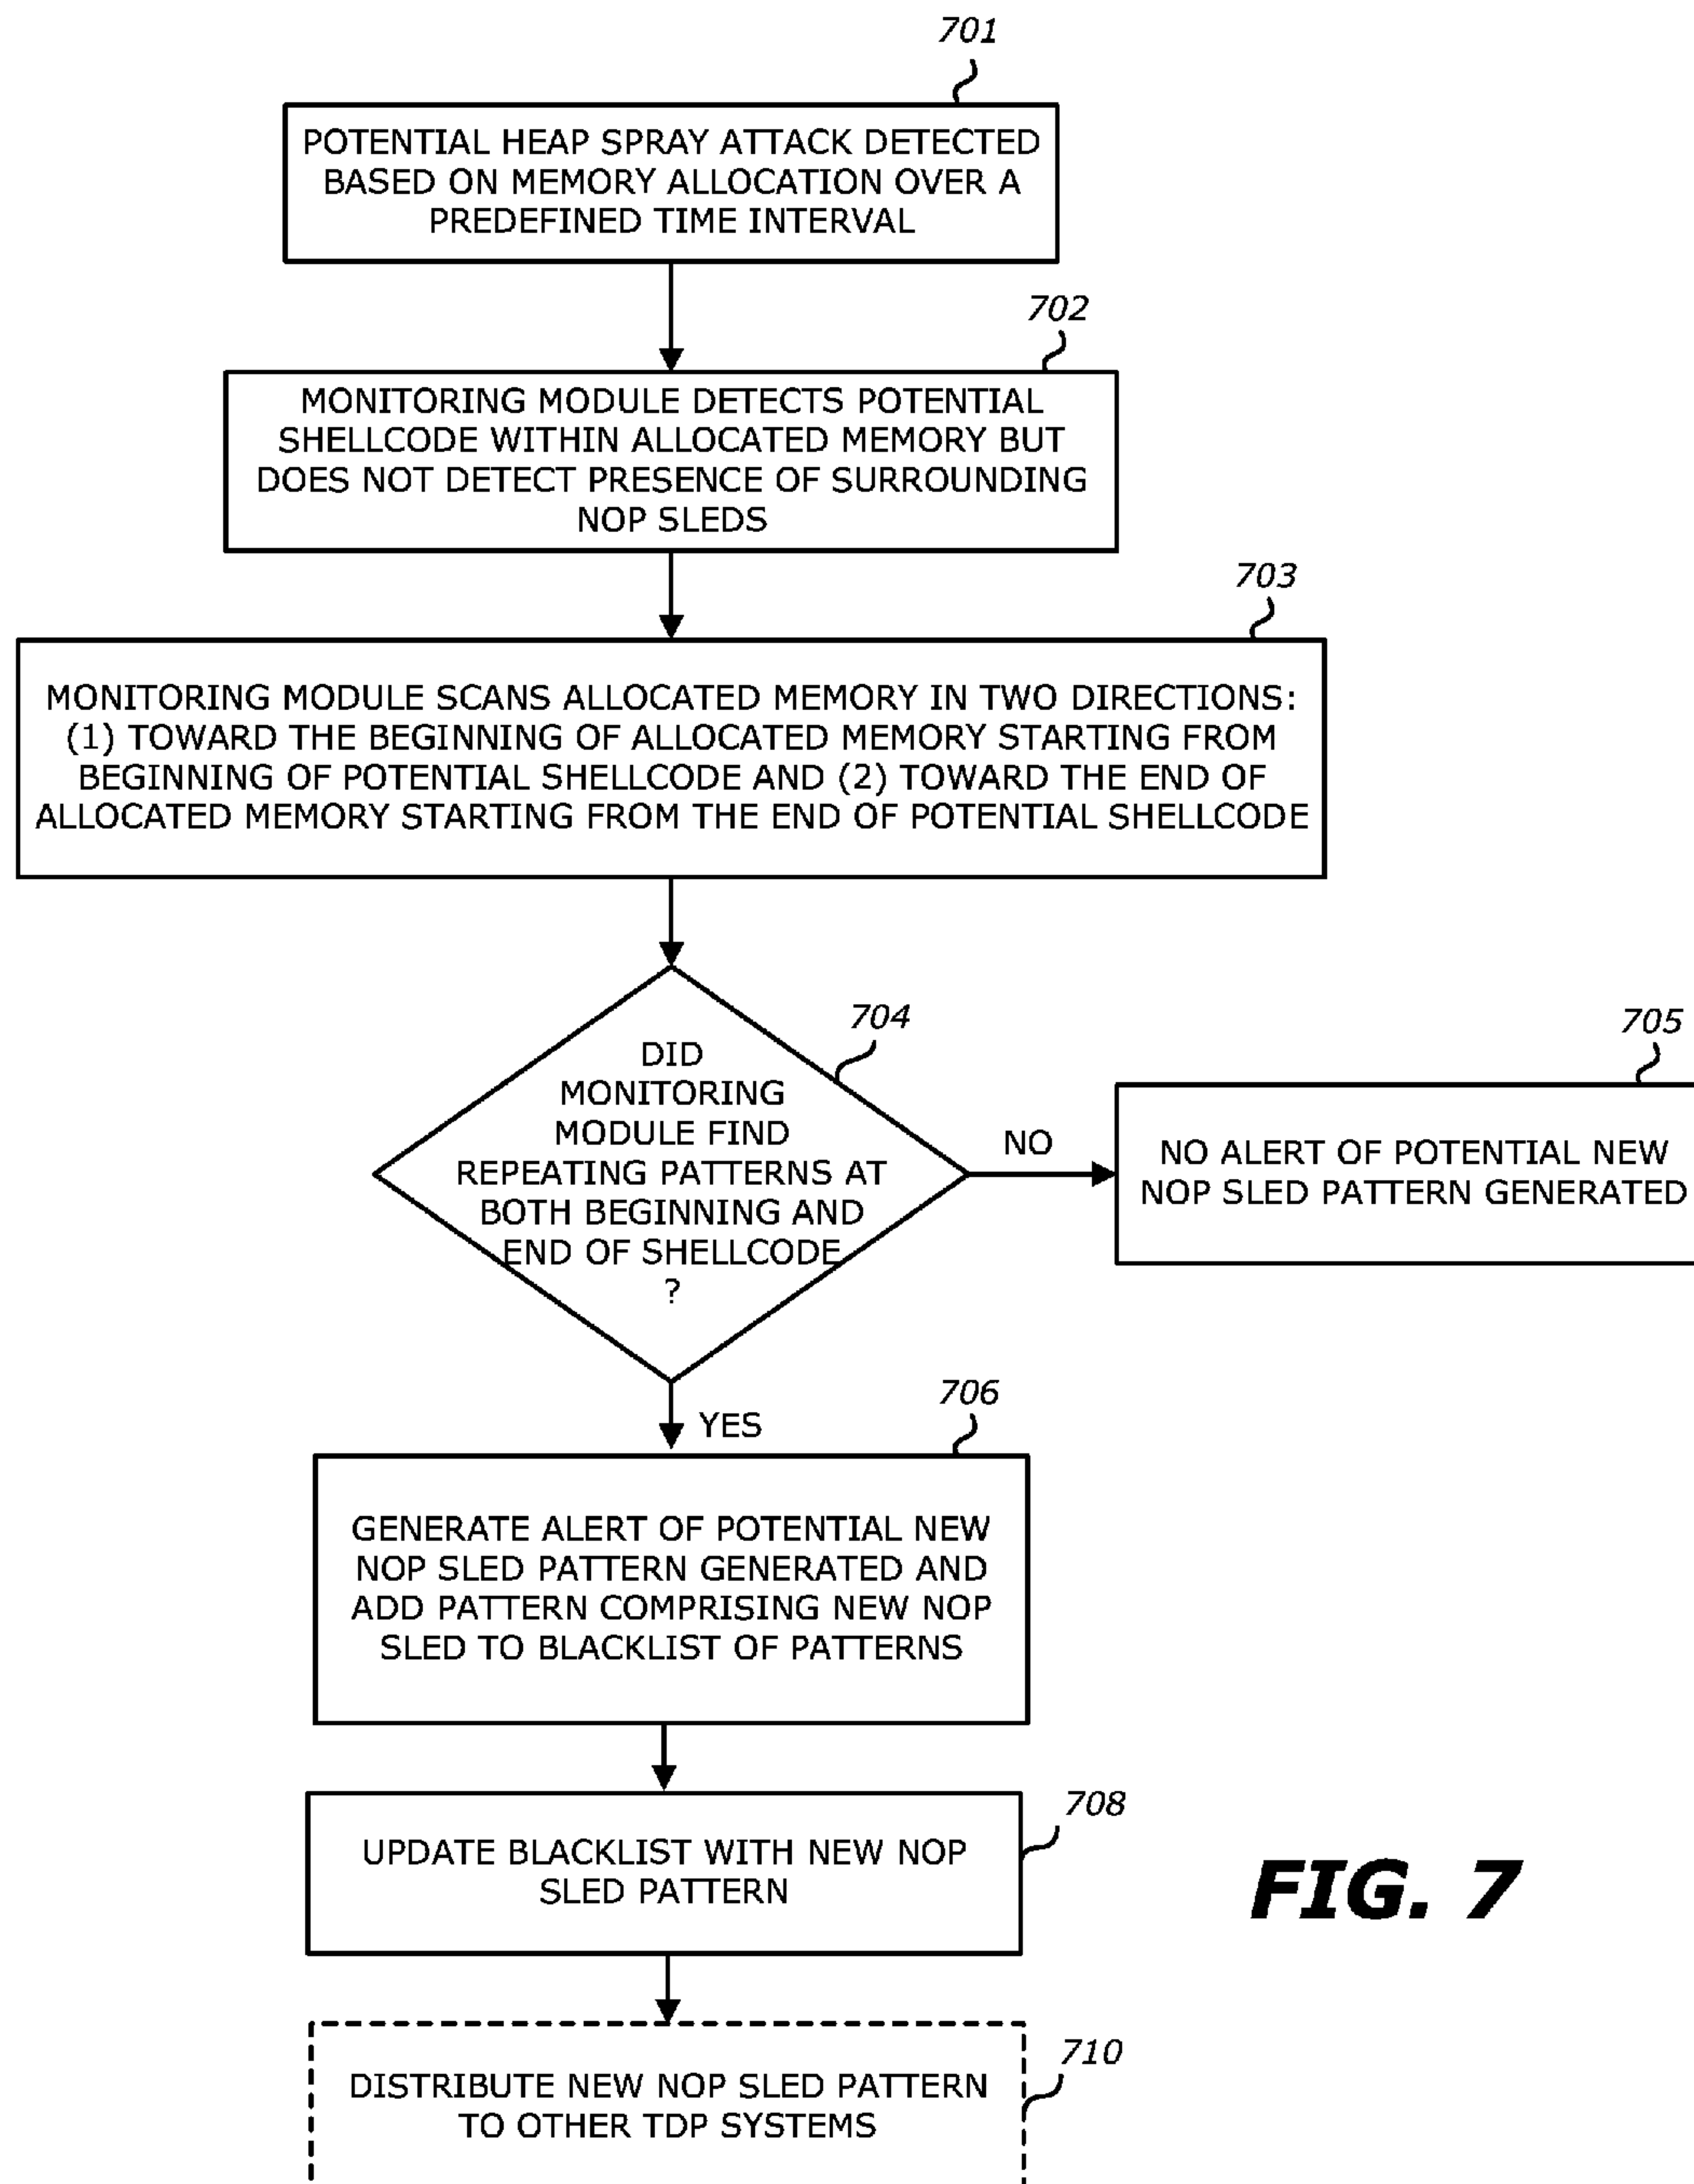 701
POTENTIAL HEAP SPRAY ATTACK DETECTED
BASED ON MEMORY ALLOCATION OVER A
PREDEFINED TIME INTERVAL
702
MONITORING MODULE DETECTS POTENTIAL
SHELLCODE WITHIN ALLOCATED MEMORY BUT
DOES NOT DETECT PRESENCE OF SURROUNDING
NOP SLEDS
703
MONITORING MODULE SCANS ALLOCATED MEMORY IN TWO DIRECTIONS:
(1) TOWARD THE BEGINNING OF ALLOCATED MEMORY STARTING FROM
BEGINNING OF POTENTIAL SHELLCODE AND (2) TOWARD THE END OF
ALLOCATED MEMORY STARTING FROM THE END OF POTENTIAL SHELLCODE
704
DID
MONITORING
MODULE FIND
REPEATING PATTERNS AT
BOTH BEGINNING AND
END OF SHELLCODE
?
NO
705
NO ALERT OF POTENTIAL NEW
NOP SLED PATTERN GENERATED
YES
706
GENERATE ALERT OF POTENTIAL NEW
NOP SLED PATTERN GENERATED AND
ADD PATTERN COMPRISING NEW NOP
SLED TO BLACKLIST OF PATTERNS
708
UPDATE BLACKLIST WITH NEW NOP
SLED PATTERN
710
DISTRIBUTE NEW NOP SLED PATTERN
TO OTHER TDP SYSTEMS
FIG. 7